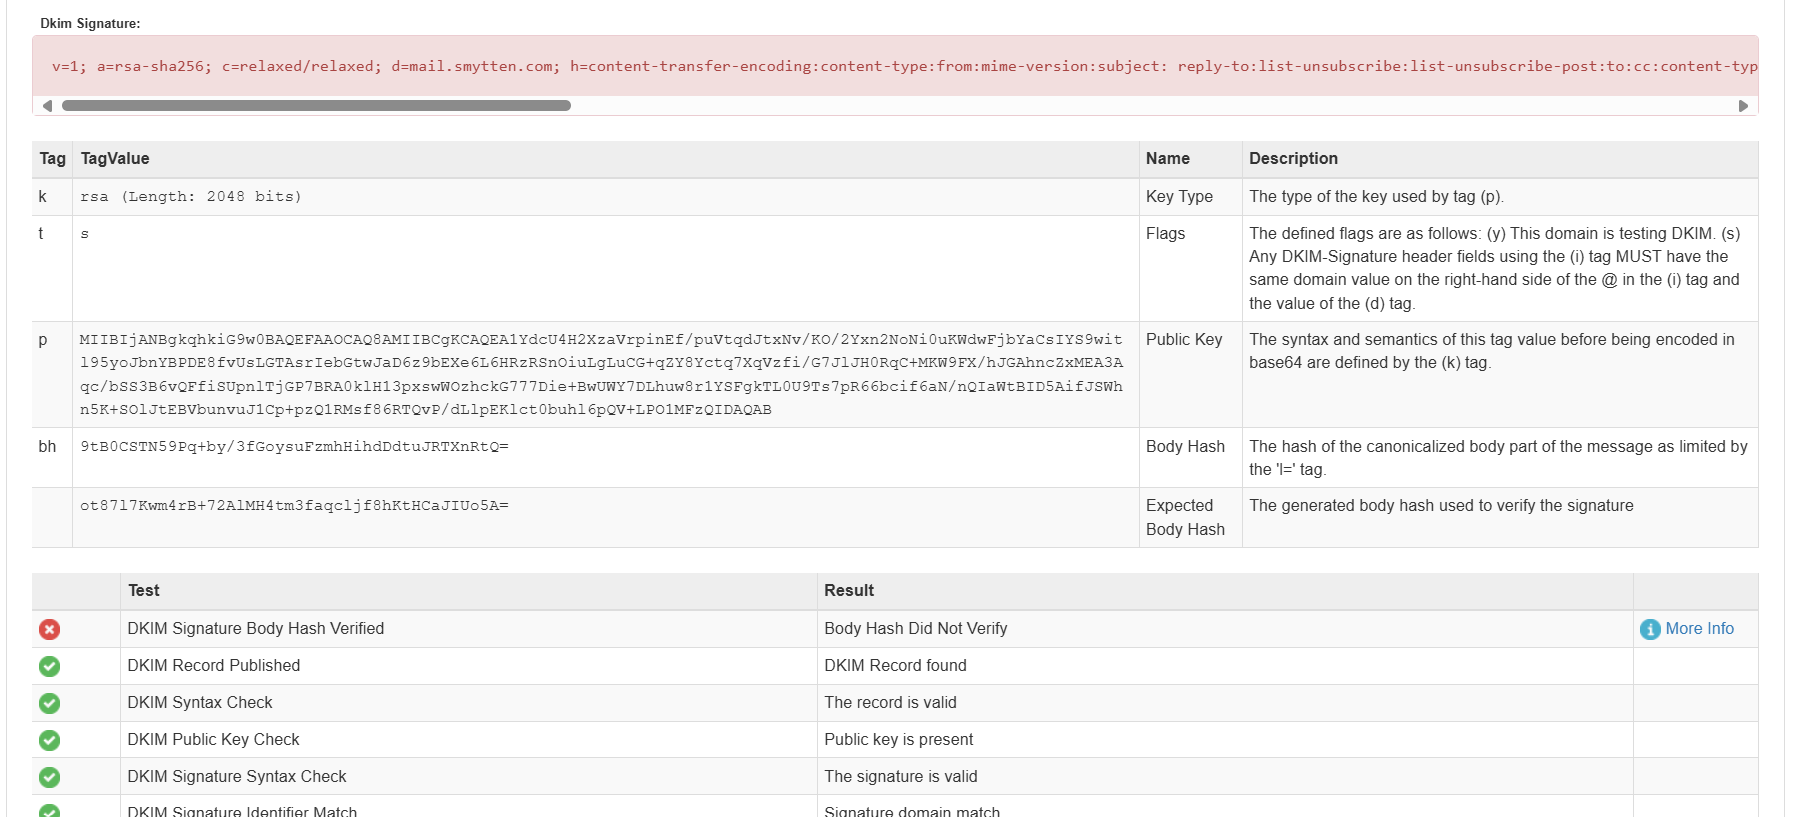 Dkim Signature:
v=1; a=rsa-sha256; c=relaxed/relaxed; d=mail.smytten.com; h=content-transfer-encoding:content-type:from:mime-version:subject: reply-to:list-unsubscribe:list-unsubscribe-post:to:cc:content-typ
Tag TagValue Name Description
k rsa (Length: 2048 bits) Key Type The type of the key used by tag (p).
t s Flags The defined flags are as follows: (y) This domain is testing DKIM. (s)
Any DKIM-Signature header fields using the (i) tag MUST have the
same domain value on the right-hand side of the @ in the (i) tag and
the value of the (d) tag.
p MIIBIjANBgkqhkiG9w0BAQEFAAOCAQ8AMIIBCgKCAQEA1YdcU4H2XzaVrpinEf/puVtqdJtxNv/KO/2Yxn2NoNi0uKWdwFjbYaCsIYS9wit Public Key The syntax and semantics of this tag value before being encoded in
l95yoJbnYBPDE8fvUsLGTAsrIebGtwJaD6z9bEXe6L6HRzRSnOiuLgLuCG+qZY8Yctq7XqVzfi/G7JlJH0RqC+MKW9FX/hJGAhncZxMEA3A base64 are defined by the (k) tag.
qc/bSS3B6vQFfiSUpnlTjGP7BRA0klH13pxswWOzhckG777Die+BwUWY7DLhuw8r1YSFgkTL0U9Ts7pR66bcif6aN/nQIaWtBID5AifJSWh
n5K+SOlJtEBVbunvuJ1Cp+pzQ1RMsf86RTQvP/dLlpEKlct0buhl6pQV+LPO1MFzQIDAQAB
bh 9tB0CSTN59Pq+by/3fGoysuFzmhHihdDdtuJRTXnRtQ= Body Hash The hash of the canonicalized body part of the message as limited by
the 'l=' tag.
ot87l7Kwm4rB+72AlMH4tm3faqcljf8hKtHCaJIUo5A= Expected The generated body hash used to verify the signature
Body Hash
Test Result
DKIM Signature Body Hash Verified Body Hash Did Not Verify More Info
DKIM Record Published DKIM Record found
DKIM Syntax Check The record is valid
DKIM Public Key Check Public key is present
DKIM Signature Syntax Check The signature is valid
DKIM Signature Identifier Match Signature domain match